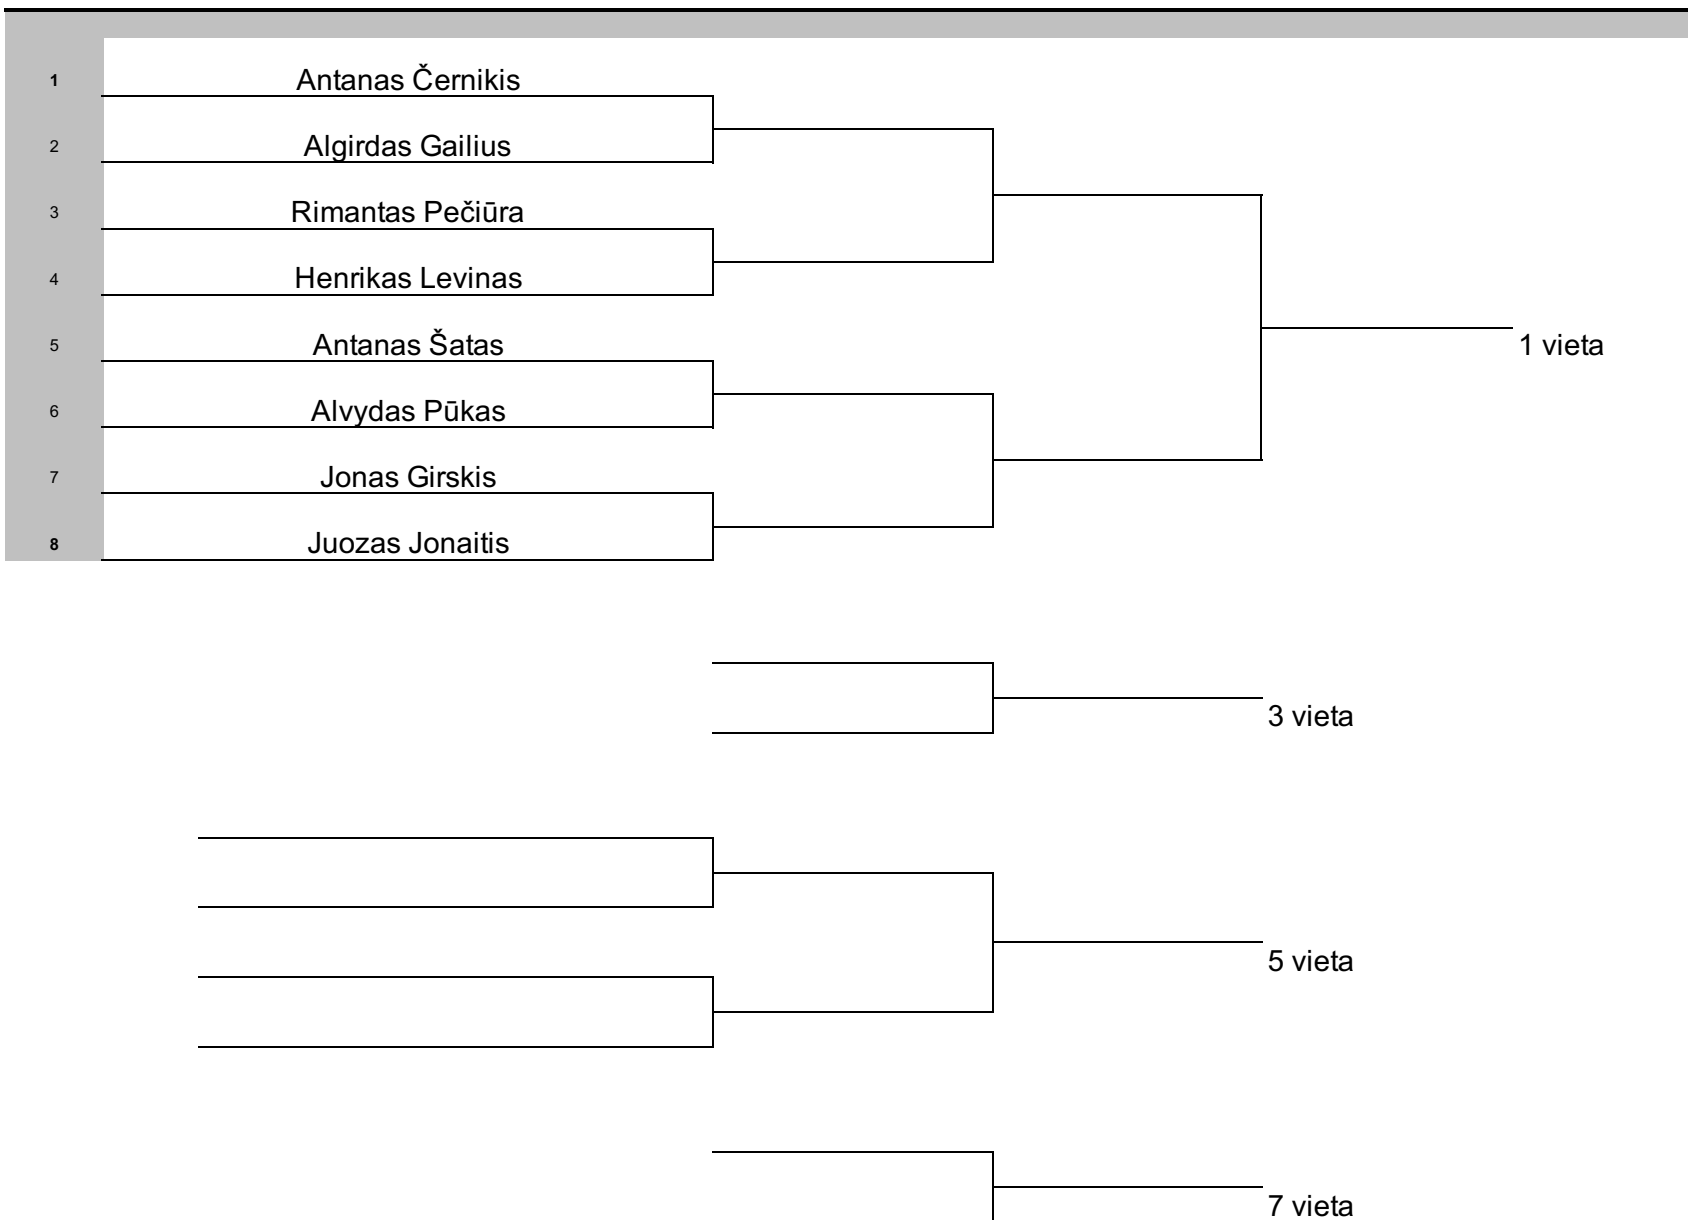 1 Antanas Černikis
2 Algirdas Gailius
3 Rimantas Pečiūra
4 Henrikas Levinas
5 Antanas Šatas
1 vieta
6 Alvydas Pūkas
7 Jonas Girskis
8 Juozas Jonaitis
3 vieta
5 vieta
7 vieta